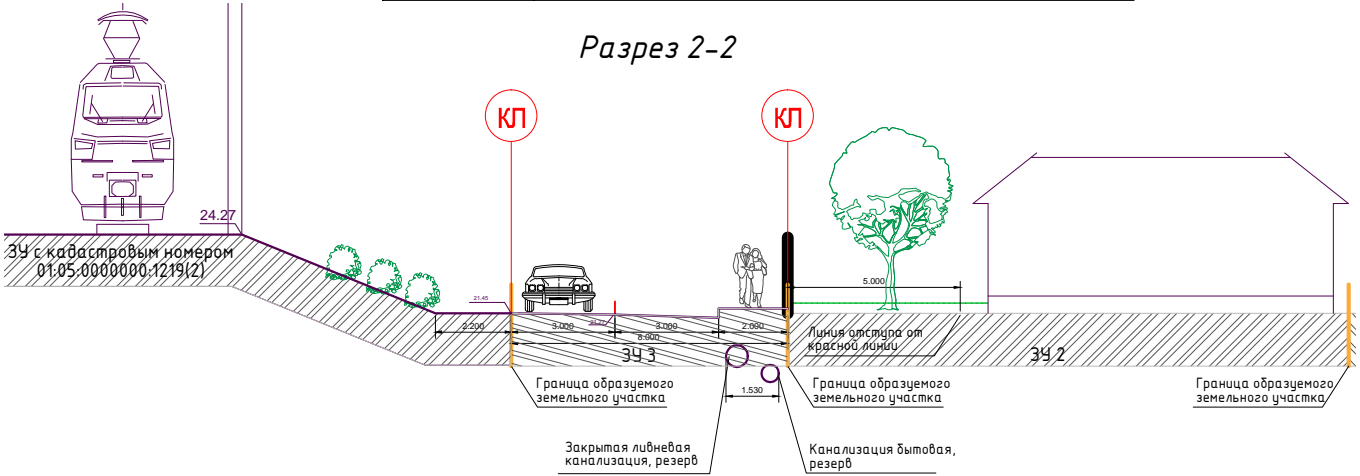 Разрез 2-2
КП
КП
24.27
ЗУ с кадастровым номером
01:05:0000000:1219(2)
21.45
5.000
2.200
3.000
3.000
2.000
8.000
Линия отступа от
красной линии
ЗУ 3
ЗУ 2
Граница образуемого
земельного участка
1.530
Граница образуемого
земельного участка
Граница образуемого
земельного участка
Закрытая ливневая
канализация, резерв
Канализация бытовая,
резерв